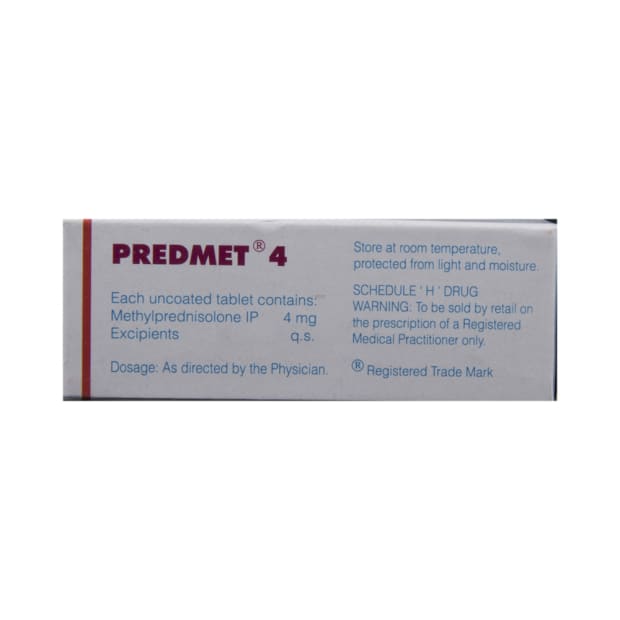 PREDMET® 4
Each uncoated tablet contains:
Methylprednisolone IP 4 mg
Excipients q.s.
Dosage: As directed by the Physician.
Store at room temperature,
protected from light and moisture.
SCHEDULE ' H ' DRUG
WARNING: To be sold by retail on
the prescription of a Registered
Medical Practitioner only.
® Registered Trade Mark